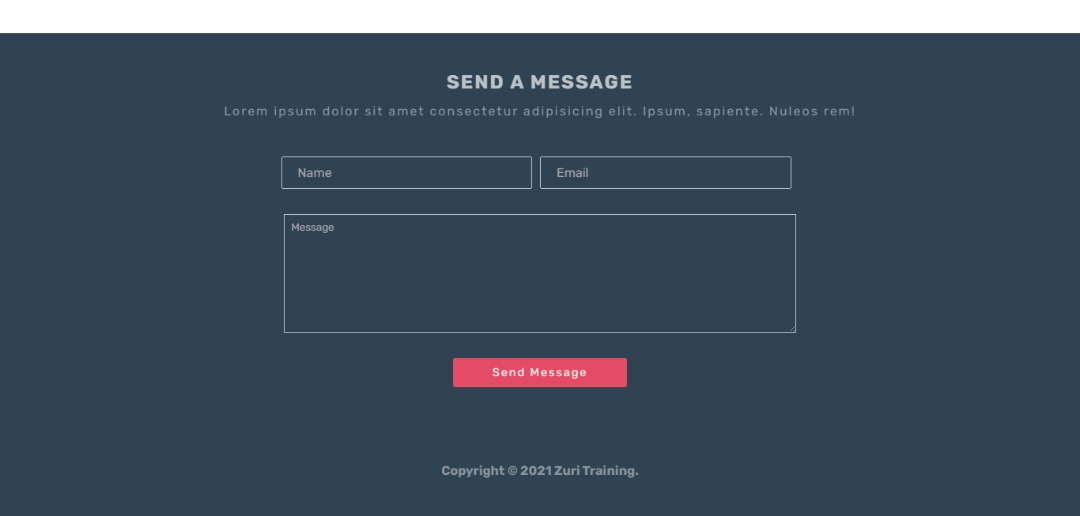 SEND A MESSAGE
Lorem ipsum dolor sit amet consectetur adipisicing elit. Ipsum, sapiente. Nuleos rem!
Name Email
Message
Send Message
Copyright © 2021 Zuri Training.